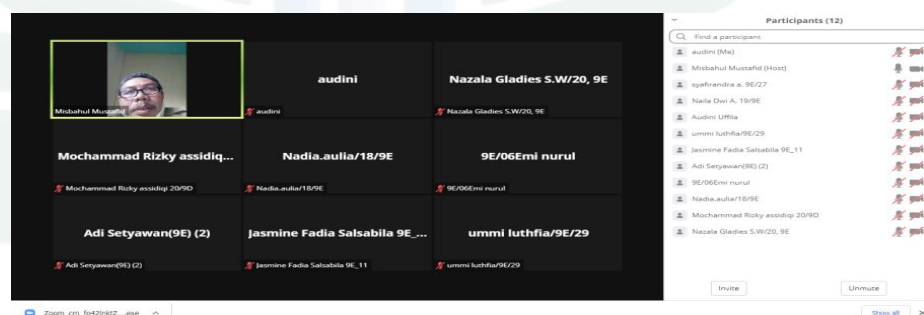 Participants (12)
Find a participant
audini (Me)
Misbahul Mustafid (Host)
syafirandra a. 9E/27
Naila Dwi A. 19/9E
Audini Uffila
ummi luthfia/9E/29
Jasmine Fadia Salsabila 9E_11
Adi Setyawan(9E) (2)
9E/06Emi nurul
Nadia.aulia/18/9E
Mochammad Rizky assidiqi 20/9D
Nazala Gladies S.W/20, 9E
Invite
Unmute
Misbahul Mustafid
audini
audini
Nazala Gladies S.W/20, 9E
Nazala Gladies S.W/20, 9E
Mochammad Rizky assidiq...
Mochammad Rizky assidiqi 20/9D
Nadia.aulia/18/9E
Nadia.aulia/18/9E
9E/06Emi nurul
9E/06Emi nurul
Adi Setyawan(9E) (2)
Adi Setyawan(9E) (2)
Jasmine Fadia Salsabila 9E_...
Jasmine Fadia Salsabila 9E_11
ummi luthfia/9E/29
ummi luthfia/9E/29
Show all